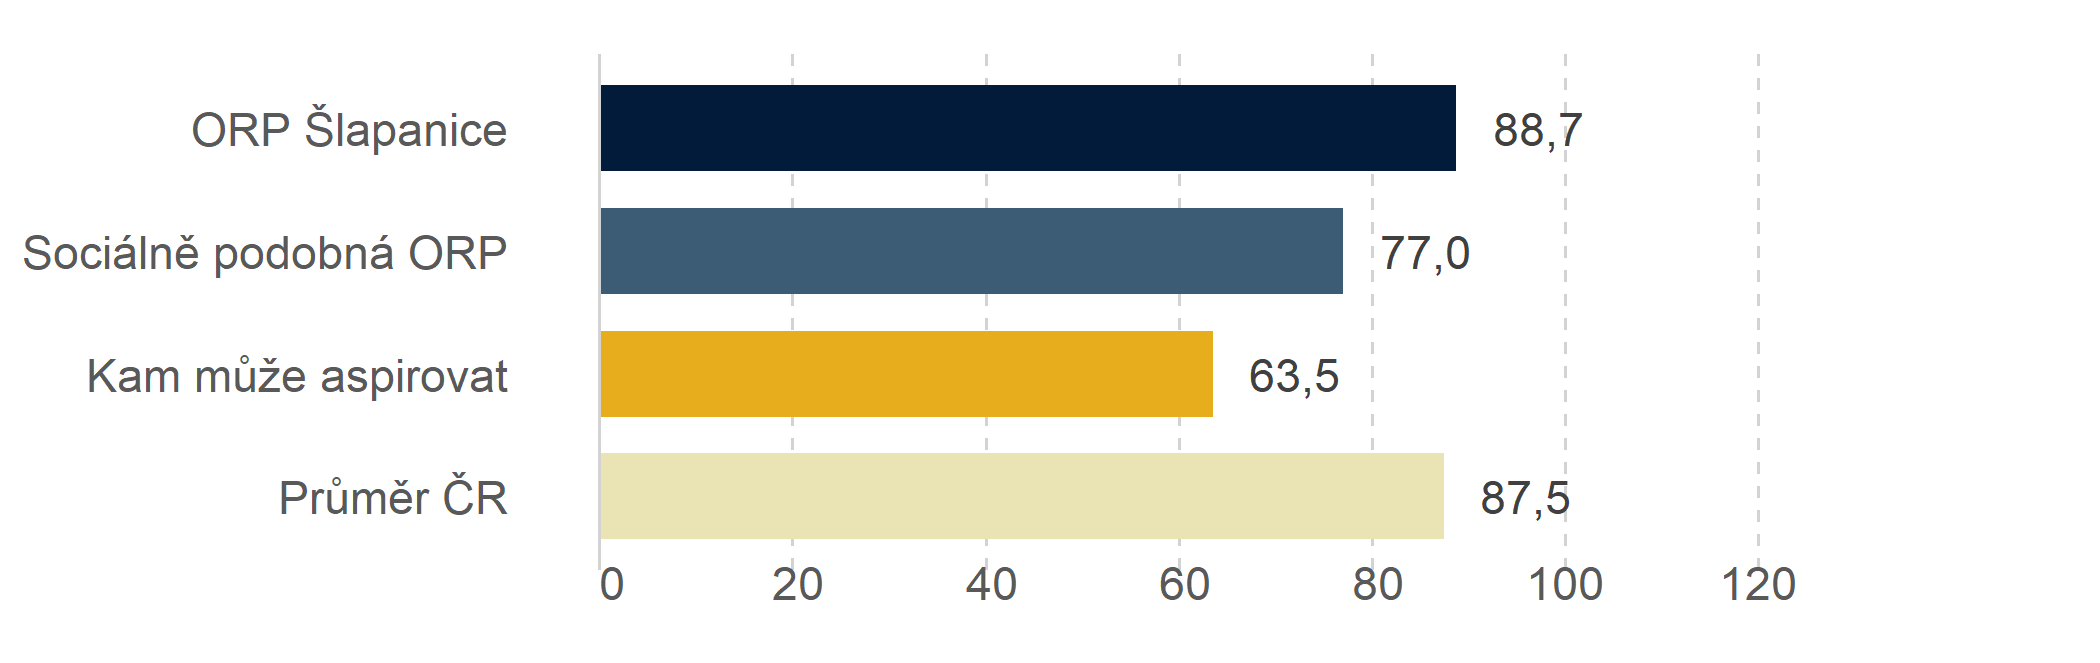 ORP Šlapanice 88,7
Sociálně podobná ORP 77,0
Kam může aspirovat 63,5
Průměr ČR 87,5
0 20 40 60 80 100 120